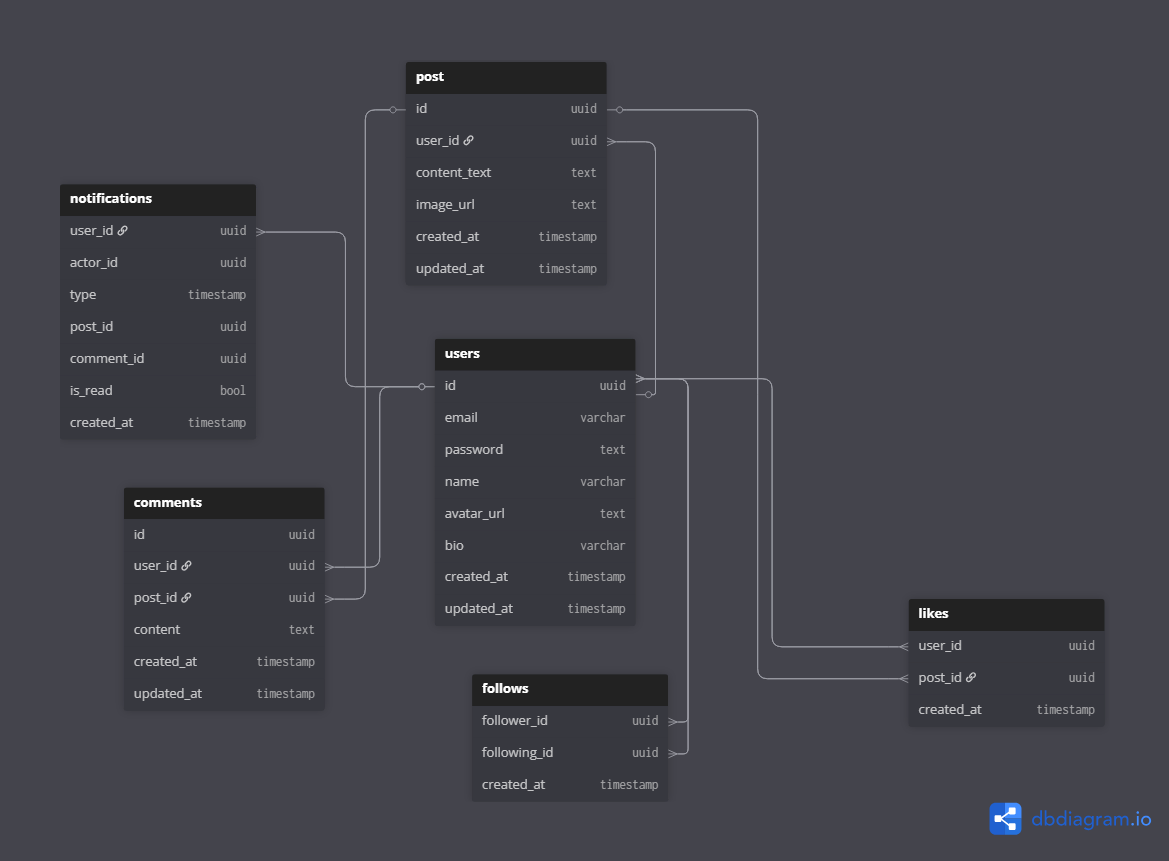 post
id uuid
user_id uuid
content_text text
image_url text
created_at timestamp
updated_at timestamp
notifications
user_id uuid
actor_id uuid
type timestamp
post_id uuid
comment_id uuid
is_read bool
created_at timestamp
users
id uuid
email varchar
password text
name varchar
avatar_url text
bio varchar
created_at timestamp
updated_at timestamp
comments
id uuid
user_id uuid
post_id uuid
content text
created_at timestamp
updated_at timestamp
likes
user_id uuid
post_id uuid
created_at timestamp
follows
follower_id uuid
following_id uuid
created_at timestamp
dbdiagram.io